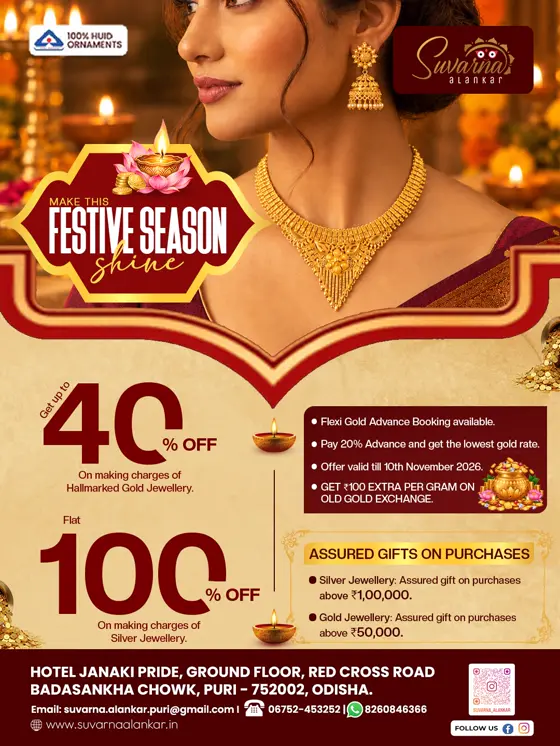 100% HUID
ORNAMENTS
Suvarna
alankar
MAKE THIS
FESTIVE SEASON
shine
Get up to
40% OFF
On making charges of
Hallmarked Gold Jewellery.
Flat
100% OFF
On making charges of
Silver Jewellery.
Flexi Gold Advance Booking available.
Pay 20% Advance and get the lowest gold rate.
Offer valid till 10th November 2026.
GET ₹100 EXTRA PER GRAM ON
OLD GOLD EXCHANGE.
ASSURED GIFTS ON PURCHASES
Silver Jewellery: Assured gift on purchases
above ₹1,00,000.
Gold Jewellery: Assured gift on purchases
above ₹50,000.
HOTEL JANAKI PRIDE, GROUND FLOOR, RED CROSS ROAD
BADASANKHA CHOWK, PURI - 752002, ODISHA.
Email: suvarna.alankar.puri@gmail.com I 06752-453252 | 8260846366
www.suvarnaalankar.in
SUVARNA_ALANKAR
FOLLOW US